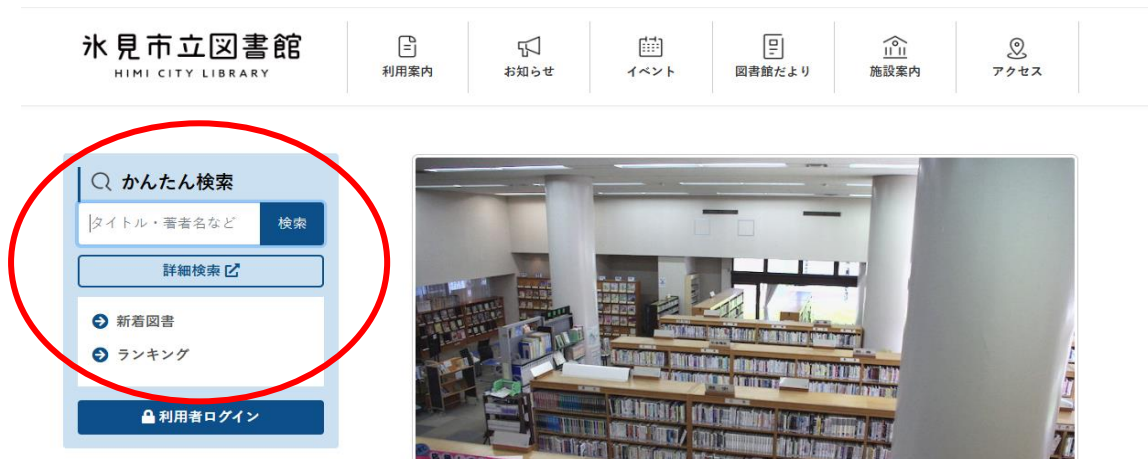 氷見市立図書館
HIMI CITY LIBRARY
利用案内
お知らせ
イベント
図書館だより
施設案内
アクセス
かんたん検索
タイトル・著者名など 検索
詳細検索
新着図書
ランキング
利用者ログイン